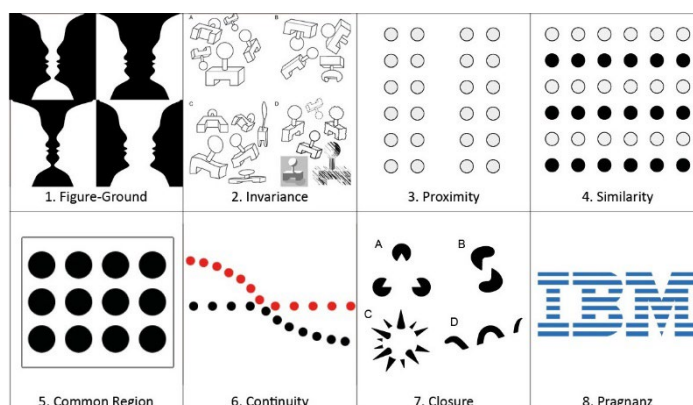 A
B
C
D
1. Figure-Ground
2. Invariance
3. Proximity
4. Similarity
A
B
C
D
IBM
5. Common Region
6. Continuity
7. Closure
8. Pragnanz